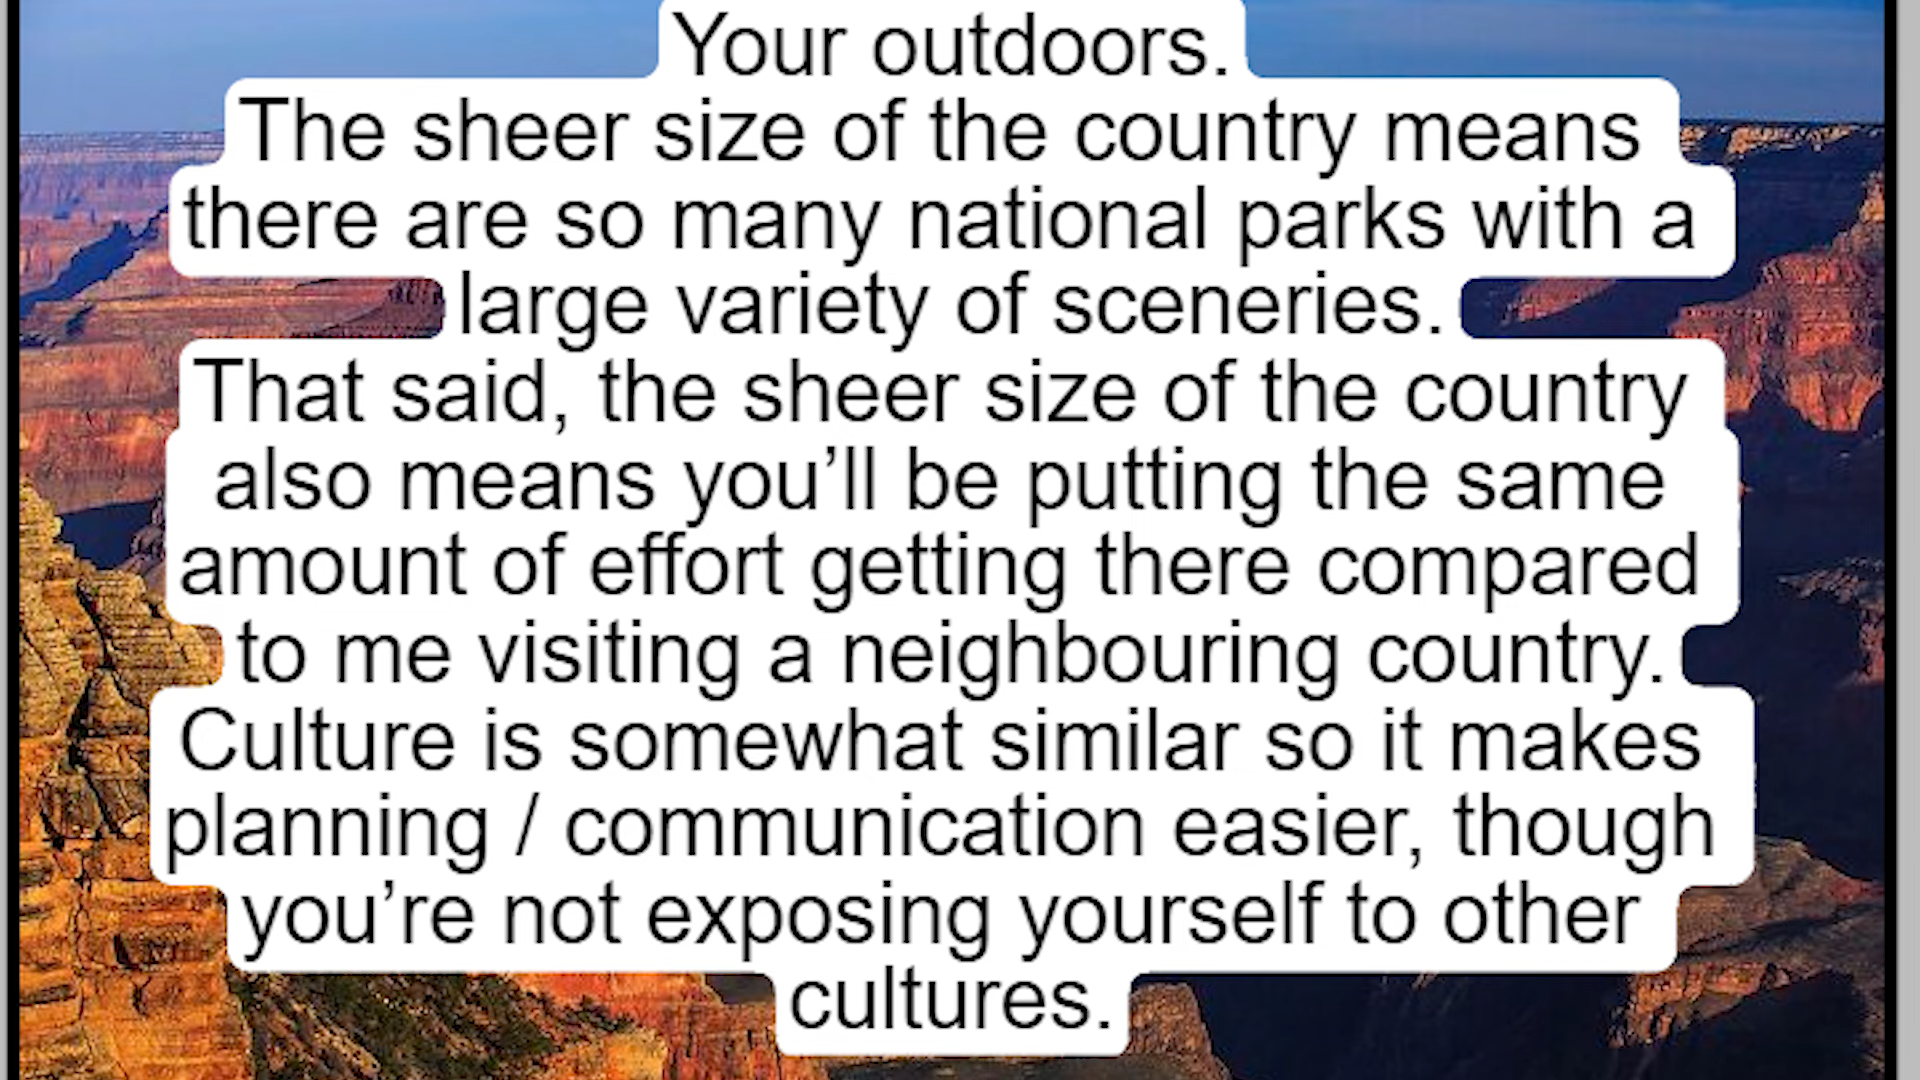 Your outdoors.
The sheer size of the country means
there are so many national parks with a
large variety of sceneries.
That said, the sheer size of the country
also means you’ll be putting the same
amount of effort getting there compared
to me visiting a neighbouring country.
Culture is somewhat similar so it makes
planning / communication easier, though
you’re not exposing yourself to other
cultures.